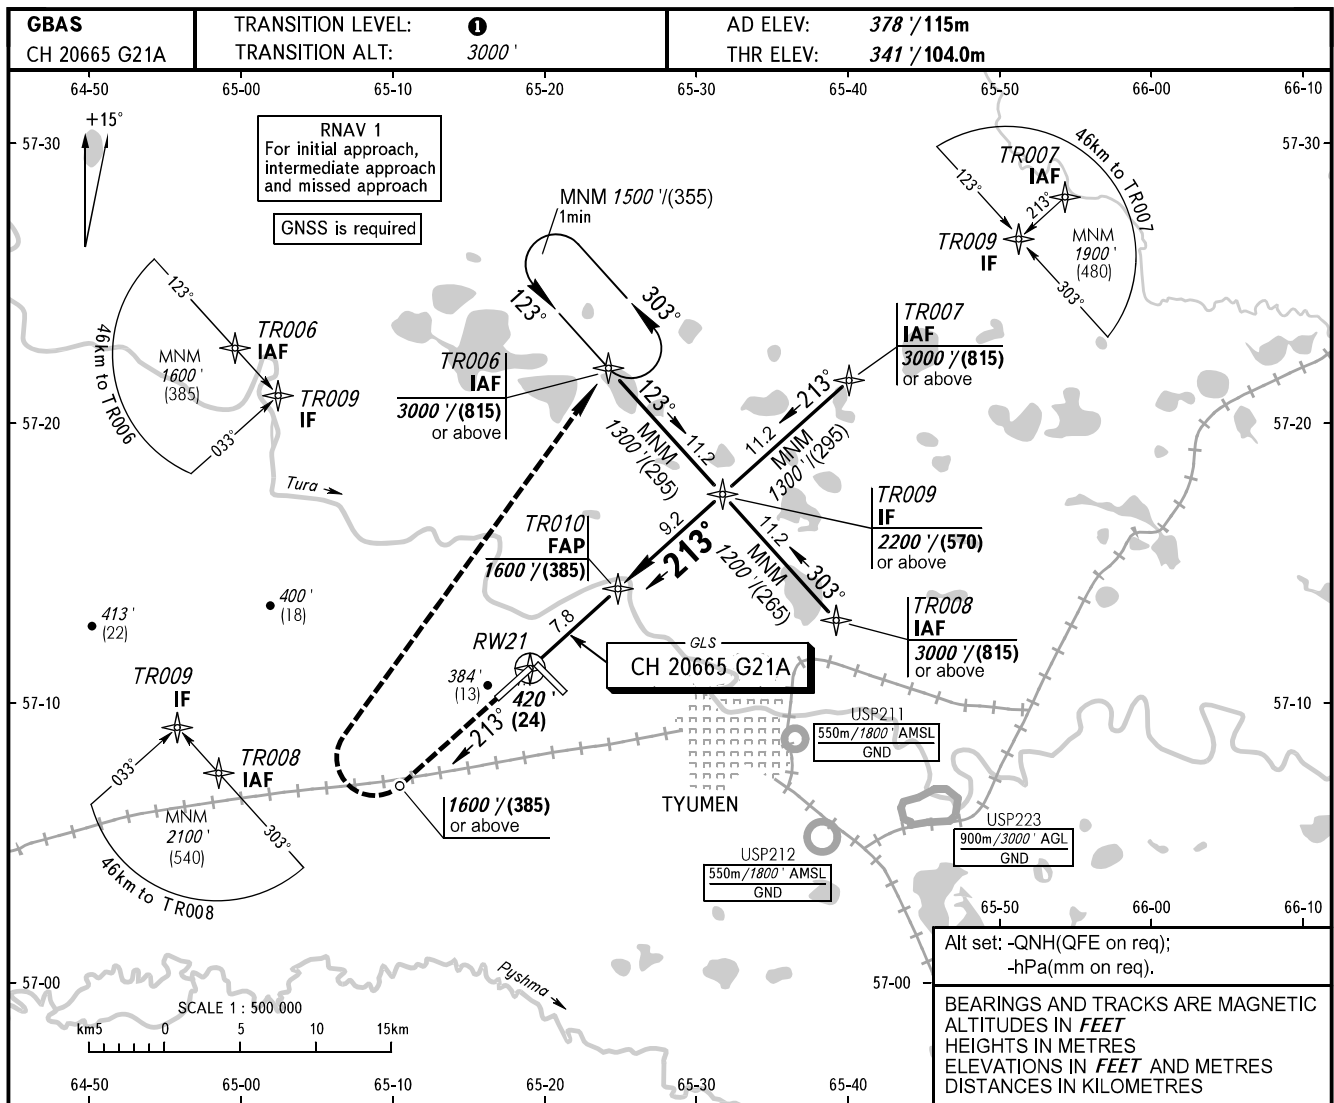 GBAS
CH 20665 G21A
TRANSITION LEVEL: ❶
TRANSITION ALT: 3000 '
AD ELEV: 378 '/115m
THR ELEV: 341 '/104.0m
64-50 65-00 65-10 65-20 65-30 65-40 65-50 66-00 66-10
+15°
57-30
57-30
RNAV 1
For initial approach,
intermediate approach
and missed approach
GNSS is required
MNM 1500 '/(355)
1min
123°
303°
46km to TR007
TR007
IAF
123°
213°
TR009
IF
MNM
1900 '
(480)
303°
123°
TR006
IAF
MNM
1600 '
(385)
TR009
IF
033°
46km to TR006
TR006
IAF
3000 '/(815)
or above
TR007
IAF
3000 '/(815)
or above
123°
11.2
MNM
1300 '/(295)
213°
11.2
MNM
1300 '/(295)
57-20
57-20
Tura
TR009
IF
2200 '/(570)
or above
TR010
FAP
1600 '/(385)
9.2
213°
11.2
303°
MNM
1200 '/(265)
TR008
IAF
3000 '/(815)
or above
413 '
(22)
400 '
(18)
7.8
GLS
CH 20665 G21A
RW21
384 '
(13)
420 '
(24)
213°
57-10
57-10
TR009
IF
033°
TR008
IAF
MNM
2100 '
(540)
303°
46km to TR008
1600 '/(385)
or above
TYUMEN
USP211
550m/1800 ' AMSL
GND
USP223
900m/3000 ' AGL
GND
USP212
550m/1800 ' AMSL
GND
65-50 66-00 66-10
57-00
57-00
Pyshma
SCALE 1 : 500 000
km5 0 5 10 15km
Alt set: -QNH(QFE on req);
-hPa(mm on req).
BEARINGS AND TRACKS ARE MAGNETIC
ALTITUDES IN FEET
HEIGHTS IN METRES
ELEVATIONS IN FEET AND METRES
DISTANCES IN KILOMETRES
64-50 65-00 65-10 65-20 65-30 65-40